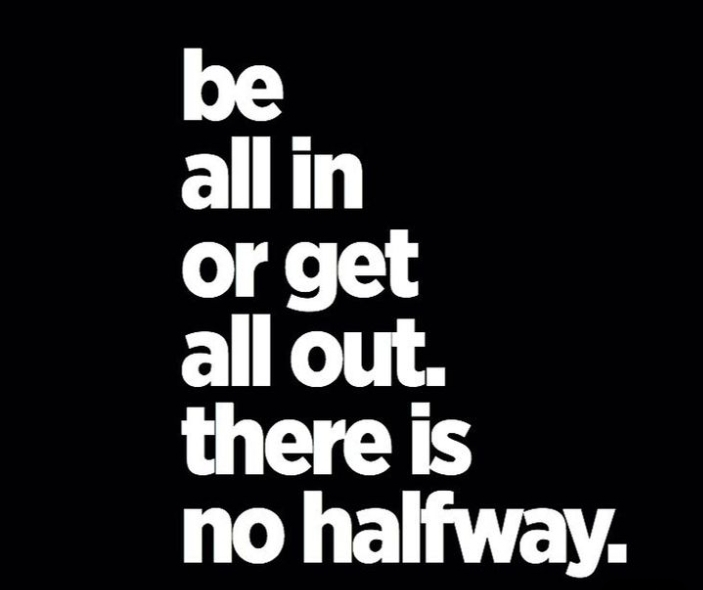 be
all in
or get
all out.
there is
no halfway.